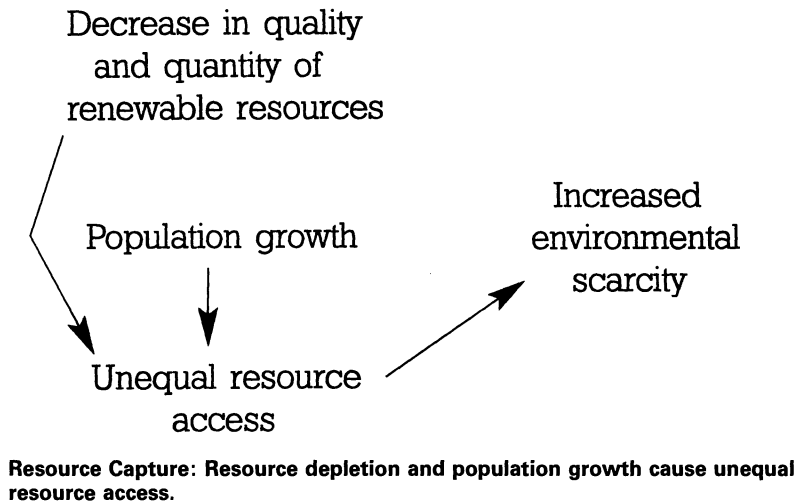 Decrease in quality
and quantity of
renewable resources
Population growth
Increased
environmental
scarcity
Unequal resource
access
Resource Capture: Resource depletion and population growth cause unequal
resource access.